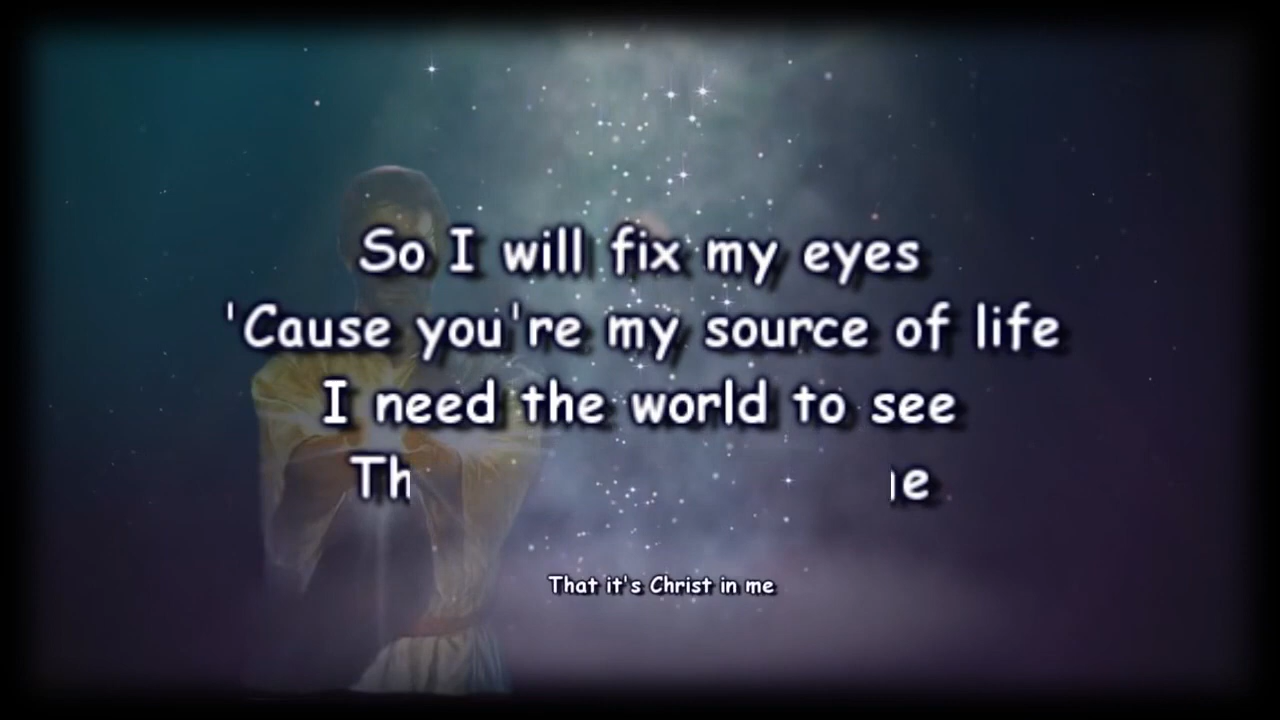 So I will fix my eyes
'Cause you're my source of life
I need the world to see
Th e
That it's Christ in me